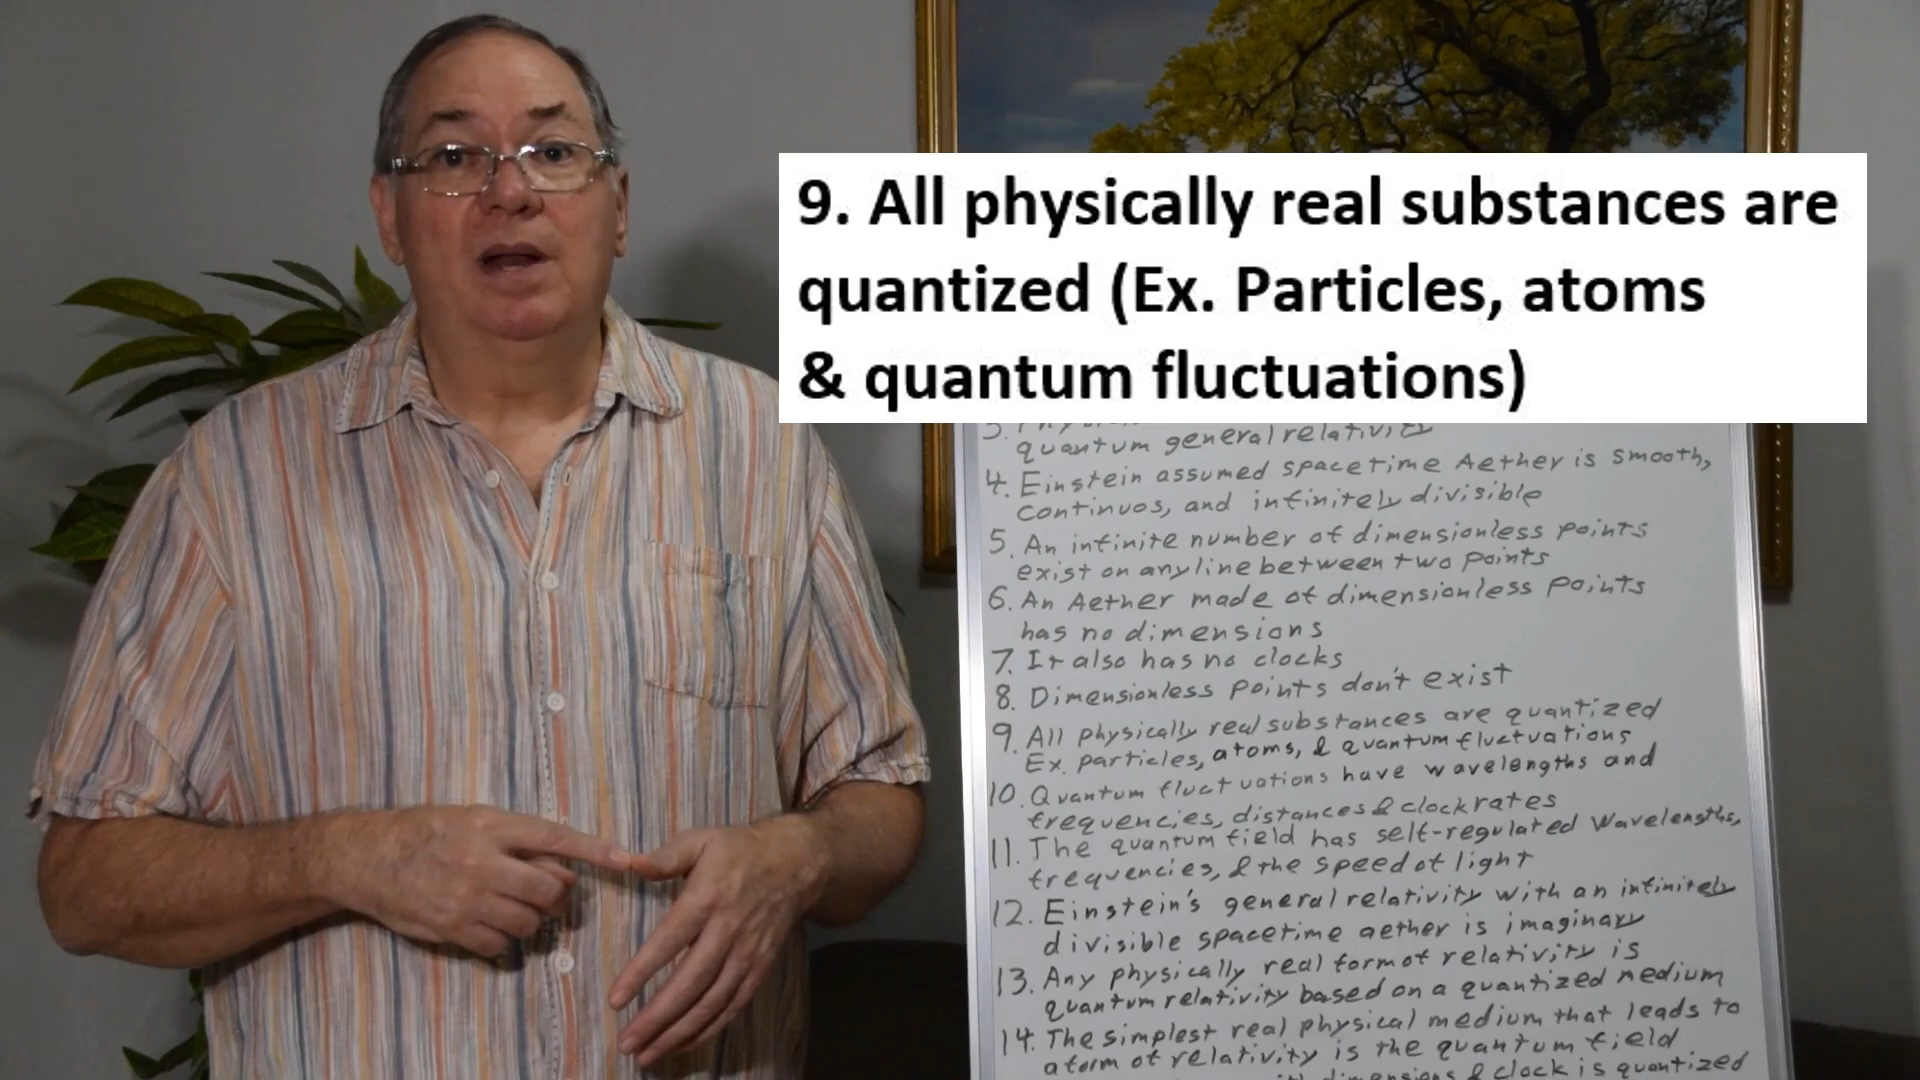 9. All physically real substances are
quantized (Ex. Particles, atoms
& quantum fluctuations)
quantum general relativity
4. Einstein assumed spacetime Aether is smooth,
continuos, and infinitely divisible
5. An infinite number of dimensionless points
exist on any line between two points
6. An Aether made of dimensionless points
has no dimensions
7. It also has no clocks
8. Dimensionless points don't exist
9. All physically real substances are quantized
Ex. particles, atoms, & quantum fluctuations
10. Quantum fluctuations have wavelengths and
frequencies, distances & clock rates
11. The quantum field has self-regulated wavelengths,
frequencies, & the speed of light
12. Einstein's general relativity with an infinitely
divisible spacetime aether is imaginary
13. Any physically real form of relativity is
quantum relativity based on a quantized medium
14. The simplest real physical medium that leads to
a form of relativity is the quantum field
dimensions & clock is quantized